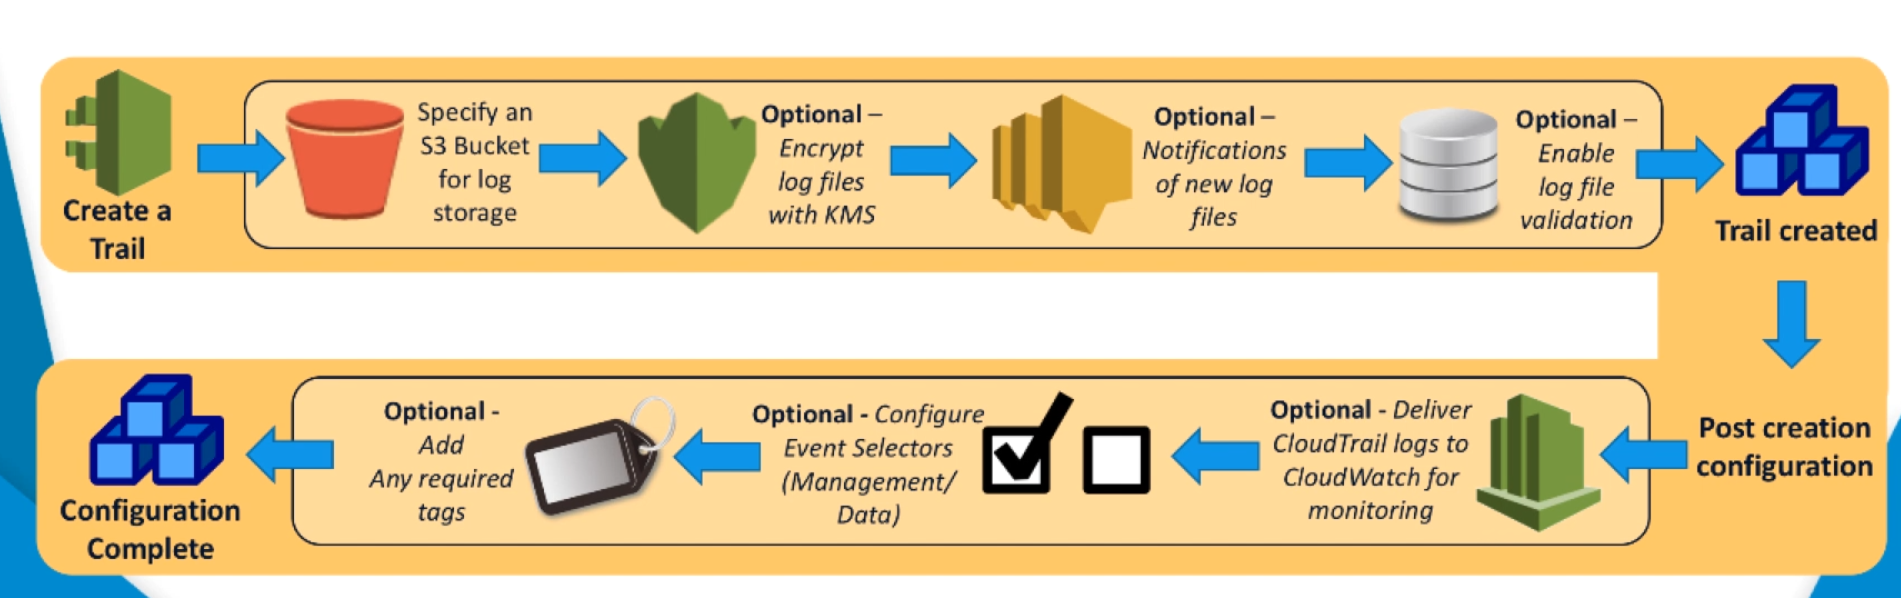 Create a
Trail
Specify an
S3 Bucket
for log
storage
Optional –
Encrypt
log files
with KMS
Optional –
Notifications
of new log
files
Optional –
Enable
log file
validation
Trail created
Post creation
configuration
Optional - Deliver
CloudTrail logs to
CloudWatch for
monitoring
Optional - Configure
Event Selectors
(Management/
Data)
Optional -
Add
Any required
tags
Configuration
Complete